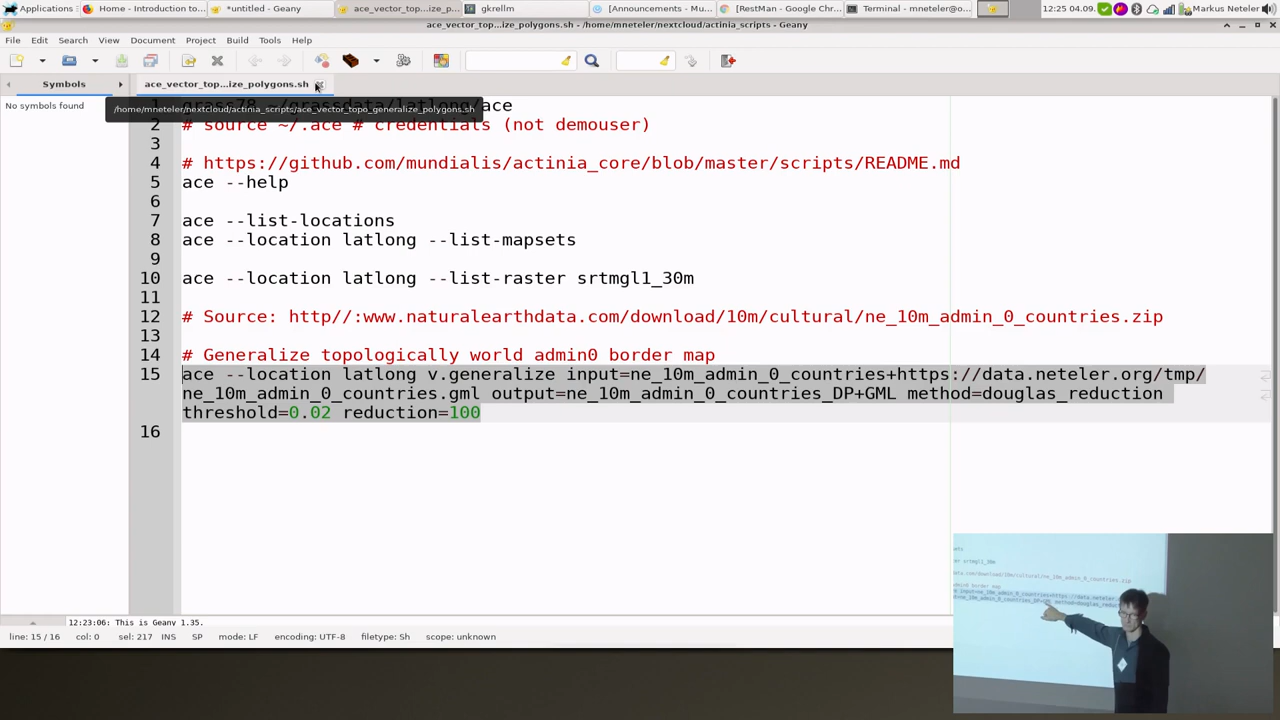 Applications
Home - Introduction to...
*untitled - Geany
ace_vector_top...ize_p...
gkrellm
[Announcements - Mu...
[RestMan - Google Chr...
Terminal - mneteler@o...
12:25 04.09.
Markus Neteler
ace_vector_top...ize_polygons.sh - /home/mneteler/nextcloud/actinia_scripts - Geany
File Edit Search View Document Project Build Tools Help
Symbols
ace_vector_top...ize_polygons.sh
No symbols found
/home/mneteler/nextcloud/actinia_scripts/ace_vector_topo_generalize_polygons.sh
1 grass78 ~/grassdata/latlong/ace
2 # source ~/.ace # credentials (not demouser)
3
4 # https://github.com/mundialis/actinia_core/blob/master/scripts/README.md
5 ace --help
6
7 ace --list-locations
8 ace --location latlong --list-mapsets
9
10 ace --location latlong --list-raster srtmgl1_30m
11
12 # Source: http//:www.naturalearthdata.com/download/10m/cultural/ne_10m_admin_0_countries.zip
13
14 # Generalize topologically world admin0 border map
15 ace --location latlong v.generalize input=ne_10m_admin_0_countries+https://data.neteler.org/tmp/
ne_10m_admin_0_countries.gml output=ne_10m_admin_0_countries_DP+GML method=douglas_reduction
threshold=0.02 reduction=100
16
12:23:06: This is Geany 1.35.
line: 15 / 16 col: 0 sel: 217 INS SP mode: LF encoding: UTF-8 filetype: Sh scope: unknown